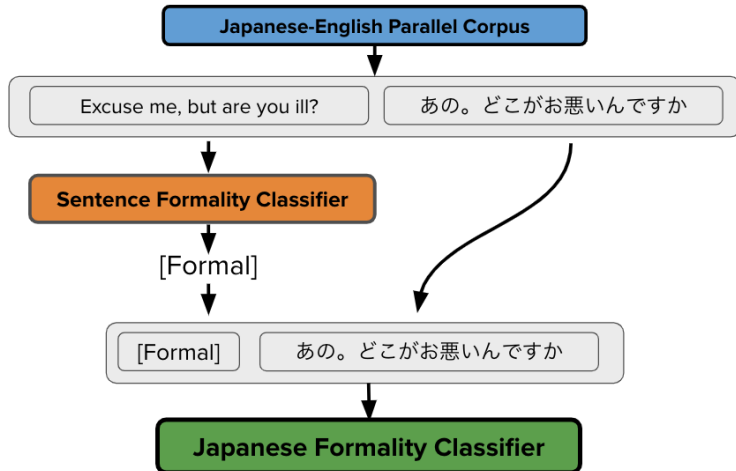 Japanese-English Parallel Corpus
Excuse me, but are you ill?
あの。どこがお悪いんですか
Sentence Formality Classifier
[Formal]
[Formal]
あの。どこがお悪いんですか
Japanese Formality Classifier